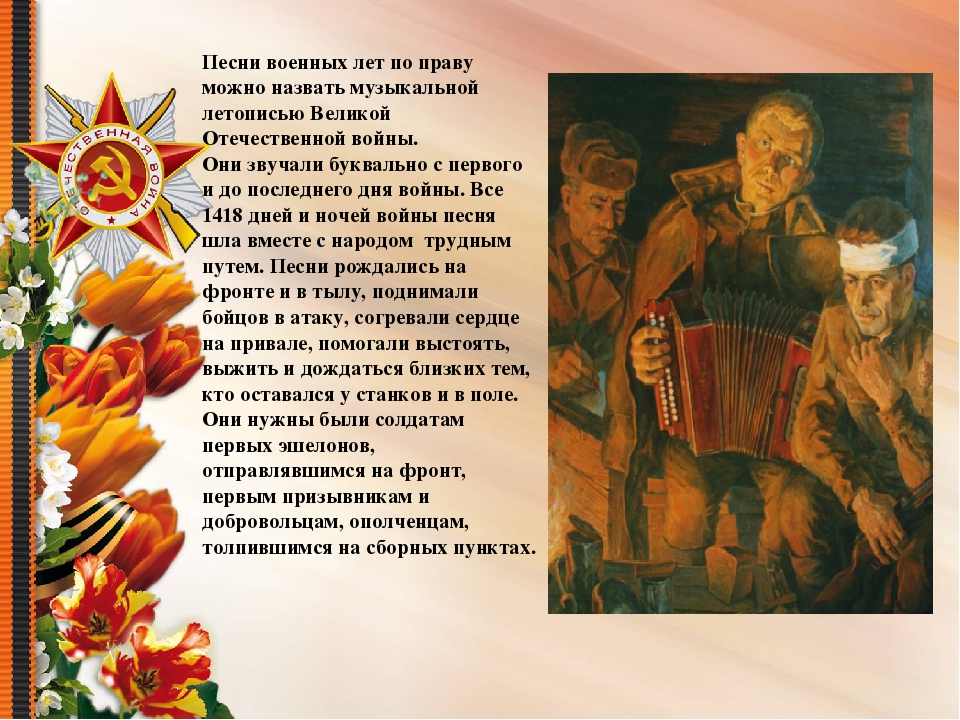 Песни военных лет по праву
можно назвать музыкальной
летописью Великой
Отечественной войны.
Они звучали буквально с первого
и до последнего дня войны. Все
1418 дней и ночей войны песня
шла вместе с народом  трудным
путем. Песни рождались на
фронте и в тылу, поднимали
бойцов в атаку, согревали сердце
на привале, помогали выстоять,
выжить и дождаться близких тем,
кто оставался у станков и в поле.
Они нужны были солдатам
первых эшелонов,
отправлявшимся на фронт,
первым призывникам и
добровольцам, ополченцам,
толпившимся на сборных пунктах.
ОТЕЧЕСТВЕННАЯ ВОЙНА